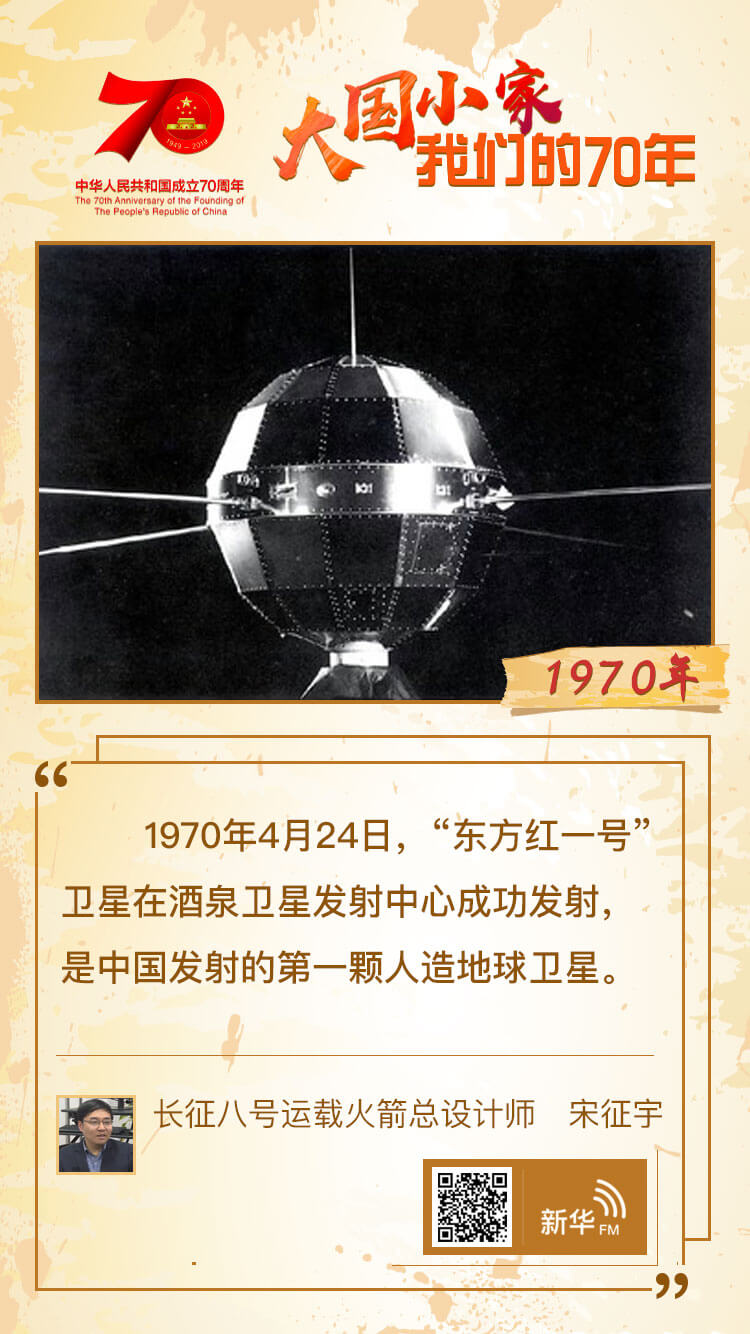 1949－2019
中华人民共和国成立70周年
The 70th Anniversary of the Founding of
The People's Republic of China
大国小家
我们的70年
1970年
“
1970年4月24日，“东方红一号”
卫星在酒泉卫星发射中心成功发射，
是中国发射的第一颗人造地球卫星。
长征八号运载火箭总设计师 宋征宇
新华FM
”